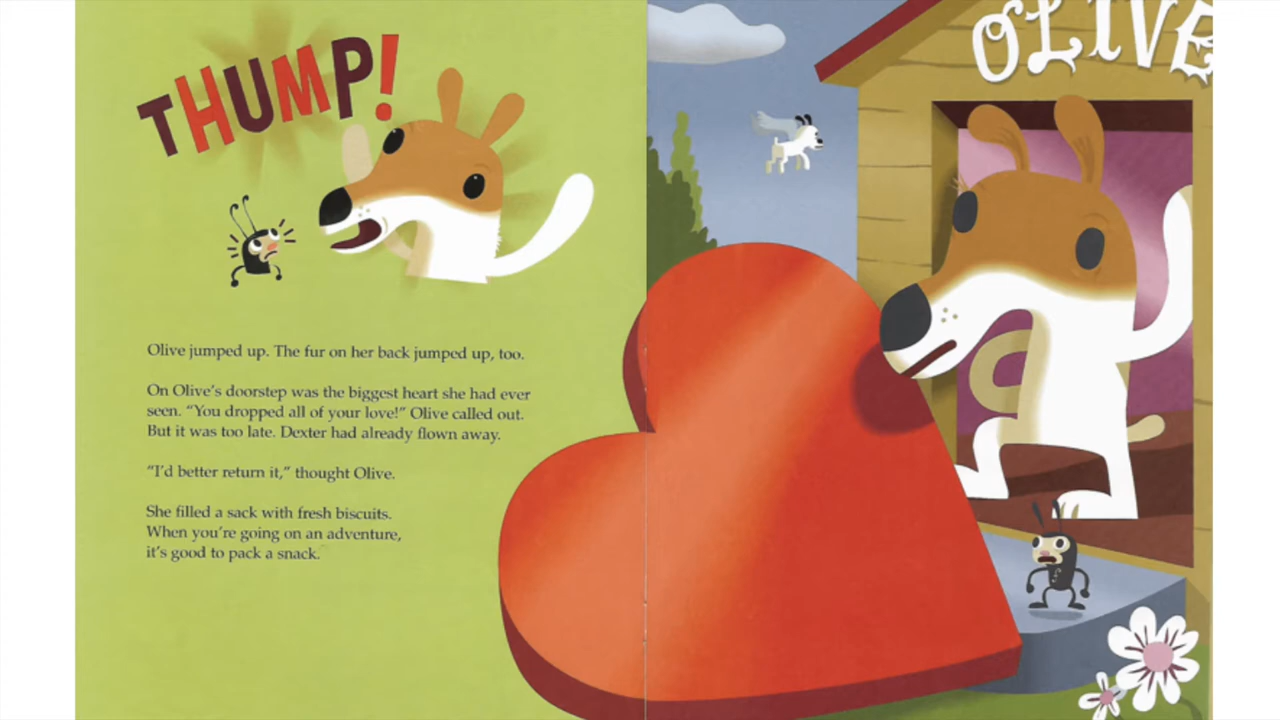 THUMP!
Olive jumped up. The fur on her back jumped up, too.
On Olive's doorstep was the biggest heart she had ever
seen. "You dropped all of your love!" Olive called out.
But it was too late. Dexter had already flown away.
"I'd better return it," thought Olive.
She filled a sack with fresh biscuits.
When you're going on an adventure,
it's good to pack a snack.
OLIVE